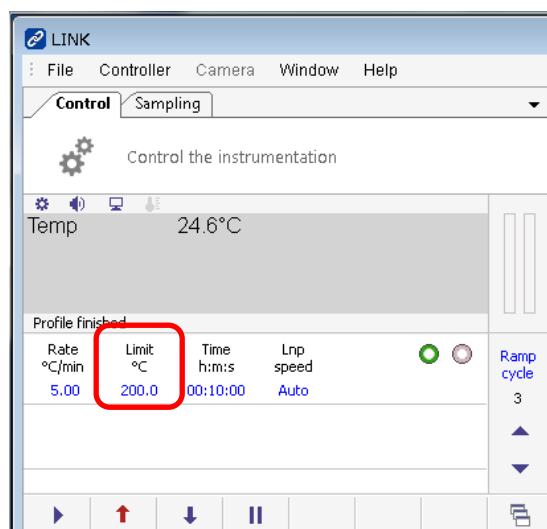 LINK
File Controller Camera Window Help
Control Sampling
Control the instrumentation
Temp 24.6°C
Profile finished
Rate Limit Time Lnp
°C/min °C h:m:s speed
5.00 200.0 00:10:00 Auto
Ramp
cycle
3